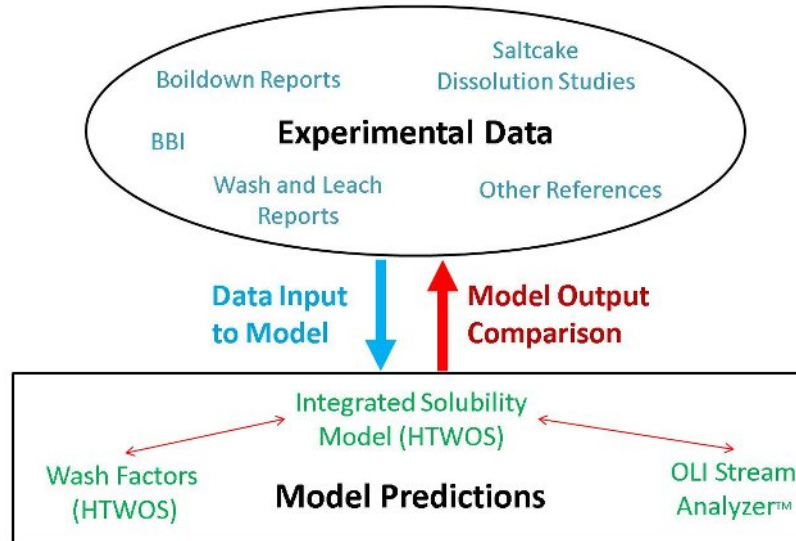 Boildown Reports
Saltcake
Dissolution Studies
BBI
Experimental Data
Wash and Leach
Reports
Other References
Data Input
to Model
Model Output
Comparison
Integrated Solubility
Model (HTWOS)
Wash Factors
(HTWOS)
Model Predictions
OLI Stream
Analyzer™